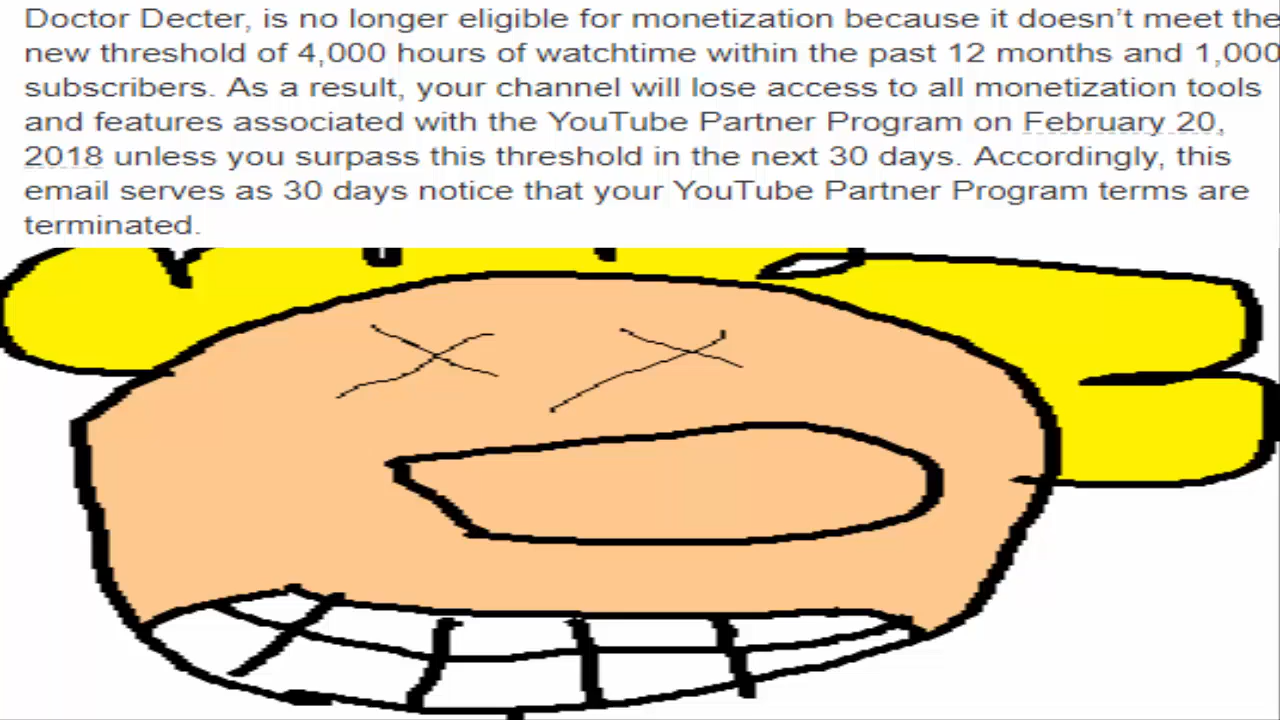 Doctor Decter, is no longer eligible for monetization because it doesn't meet the
new threshold of 4,000 hours of watchtime within the past 12 months and 1,000
subscribers. As a result, your channel will lose access to all monetization tools
and features associated with the YouTube Partner Program on February 20,
2018 unless you surpass this threshold in the next 30 days. Accordingly, this
email serves as 30 days notice that your YouTube Partner Program terms are
terminated.